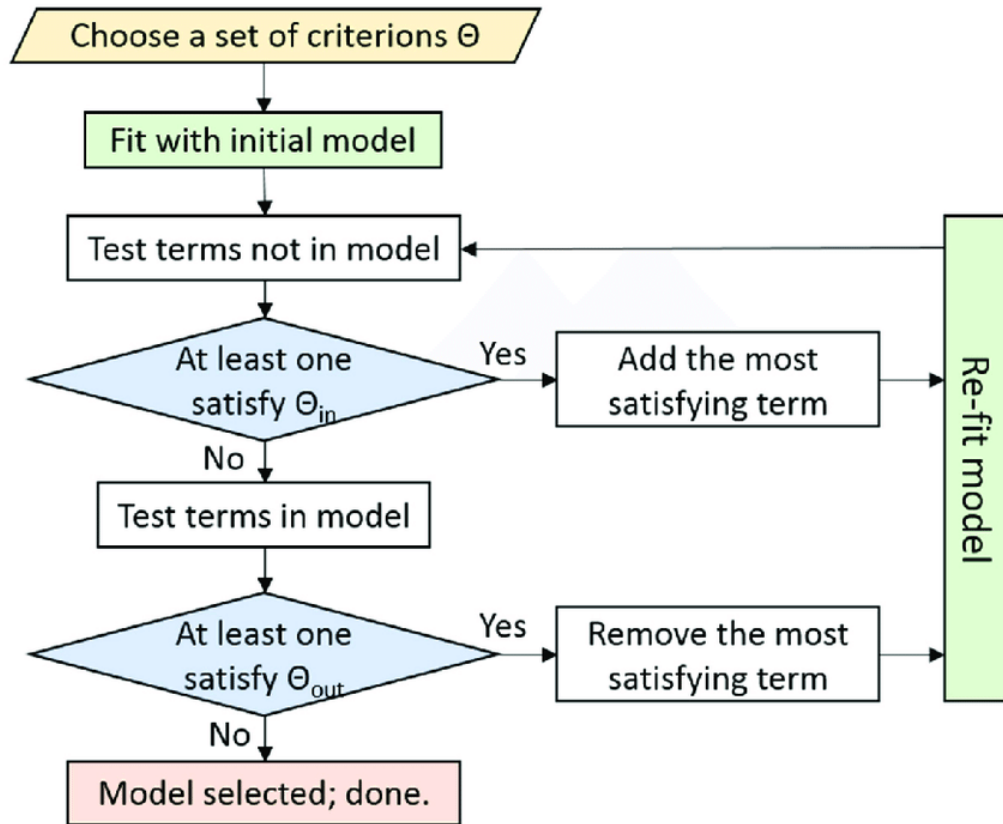 Choose a set of criterions Θ
Fit with initial model
Test terms not in model
At least one
satisfy Θin
Yes
Add the most
satisfying term
Re-fit model
No
Test terms in model
At least one
satisfy Θout
Yes
Remove the most
satisfying term
No
Model selected; done.